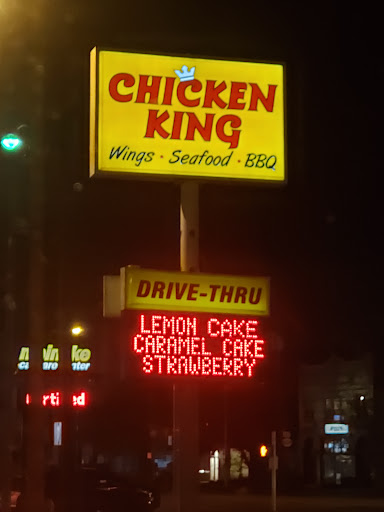 CHICKEN
KING
Wings · Seafood · BBQ
DRIVE-THRU
LEMON CAKE
CARAMEL CAKE
STRAWBERRY